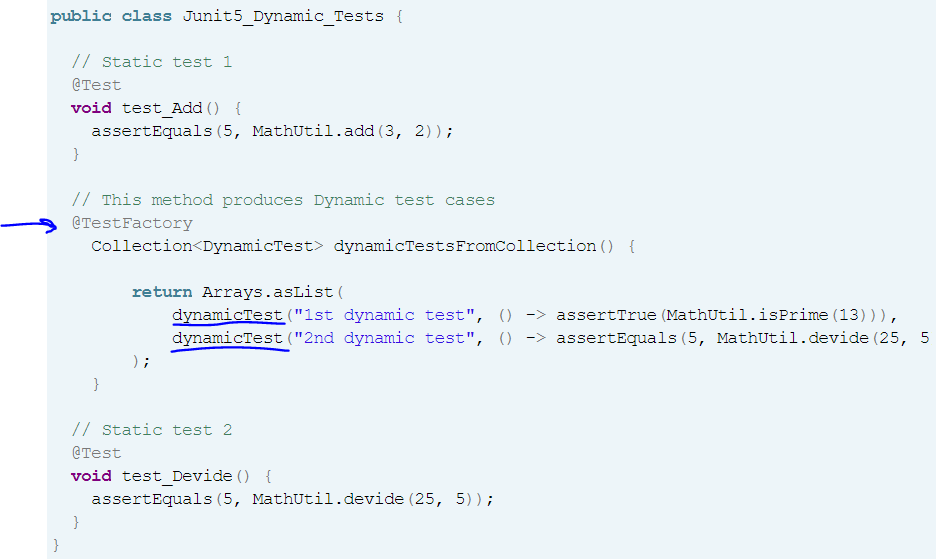 public class Junit5_Dynamic_Tests {
// Static test 1
@Test
void test_Add() {
assertEquals(5, MathUtil.add(3, 2));
}
// This method produces Dynamic test cases
@TestFactory
Collection<DynamicTest> dynamicTestsFromCollection() {
return Arrays.asList(
dynamicTest("1st dynamic test", () -> assertTrue(MathUtil.isPrime(13))),
dynamicTest("2nd dynamic test", () -> assertEquals(5, MathUtil.devide(25, 5
);
}
// Static test 2
@Test
void test_Devide() {
assertEquals(5, MathUtil.devide(25, 5));
}
}